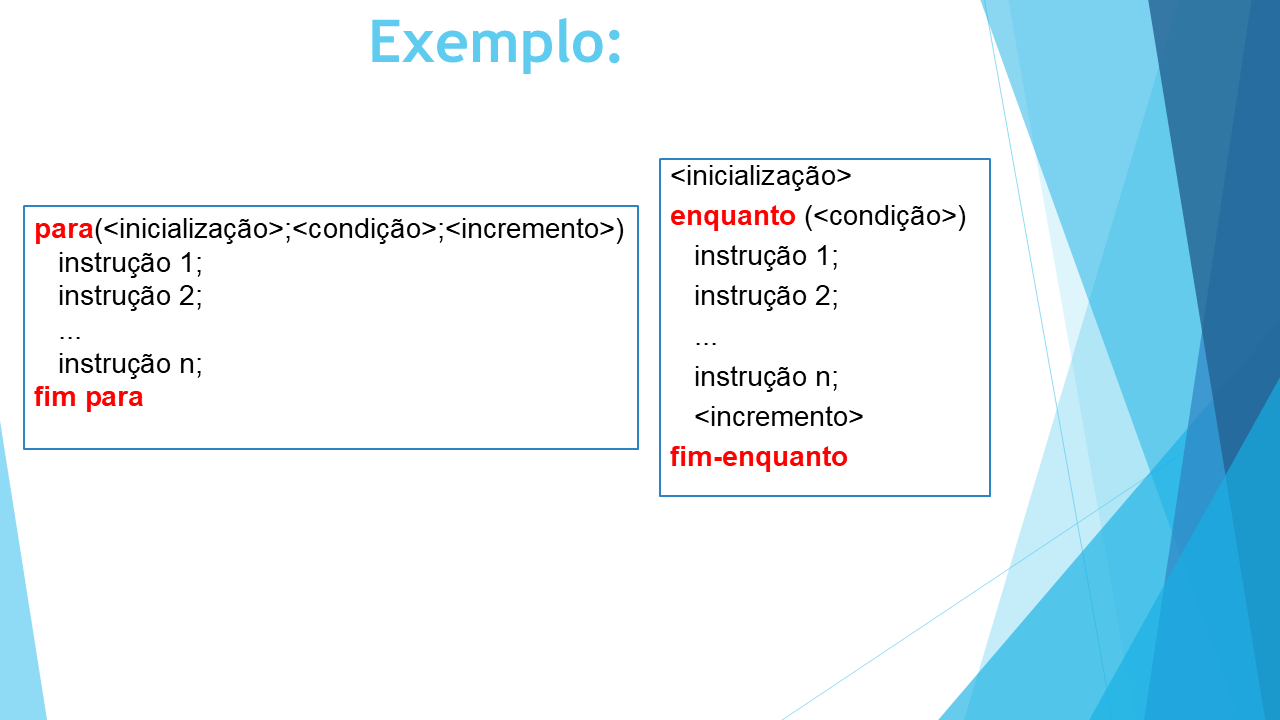 Exemplo:
para(<inicialização>;<condição>;<incremento>)
instrução 1;
instrução 2;
...
instrução n;
fim para
<inicialização>
enquanto (<condição>)
instrução 1;
instrução 2;
...
instrução n;
<incremento>
fim-enquanto